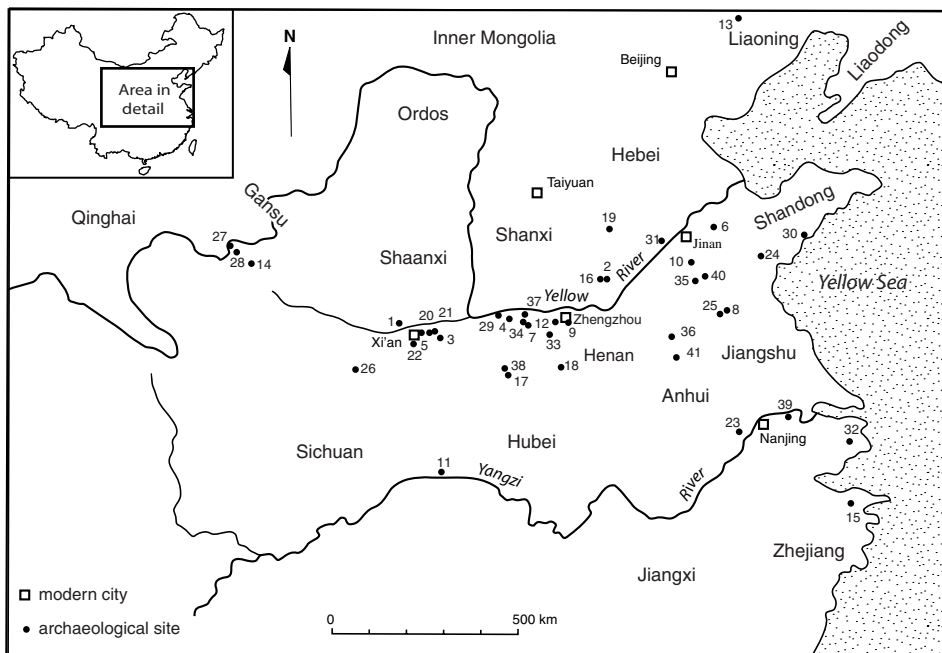 13
Inner Mongolia
Liaoning
Liaodong
N
Beijing
Area in
detail
Ordos
Hebei
Taiyuan
Gansu
Qinghai
Shandong
19
6
30
27
Shanxi
31
Jinan
28
14
Shaanxi
24
10
River
16
2
35
40
Yellow Sea
37
Yellow
1
20
21
29
4
34
7
12
Zhengzhou
9
25
8
Xi'an
5
3
33
36
22
Henan
Jiangshu
26
38
17
18
41
Anhui
39
23
32
Nanjing
Sichuan
Hubei
11
Yangzi
River
15
Zhejiang
Jiangxi
modern city
archaeological site
0
500 km